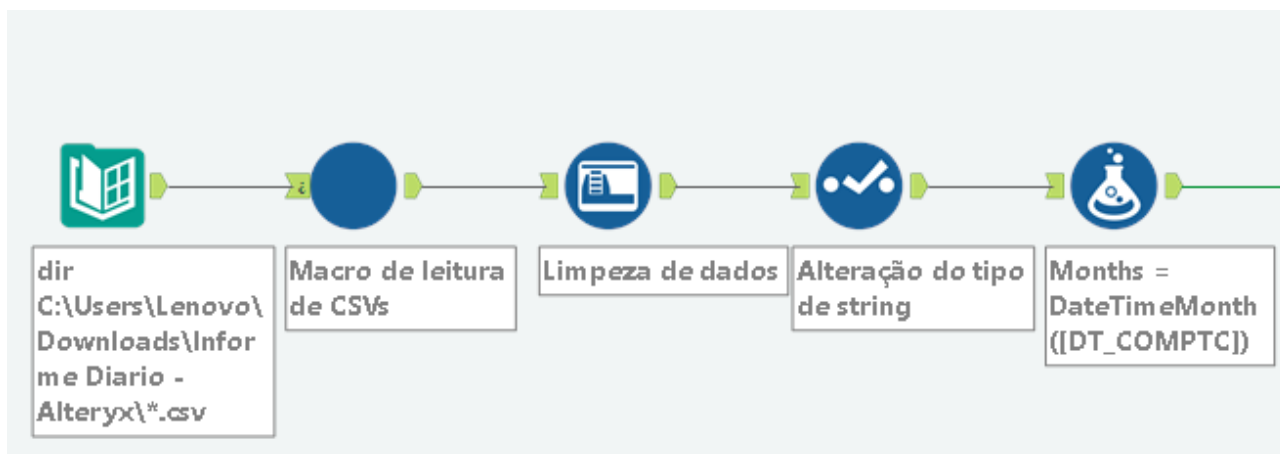 dir
C:\Users\Lenovo\
Downloads\Infor
me Diario -
Alteryx\*.csv
¿
Macro de leitura
de CSVs
Limpeza de dados
Alteração do tipo
de string
Months =
DateTimeMonth
([DT_COMPTC])